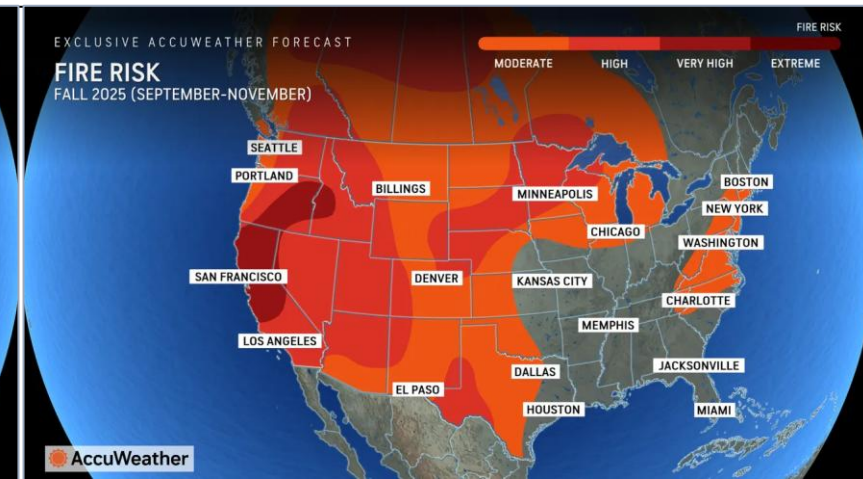 EXCLUSIVE ACCUWEATHER FORECAST
FIRE RISK
FALL 2025 (SEPTEMBER-NOVEMBER)
FIRE RISK
MODERATE HIGH VERY HIGH EXTREME
SEATTLE
PORTLAND
BILLINGS
MINNEAPOLIS
BOSTON
NEW YORK
CHICAGO
WASHINGTON
SAN FRANCISCO
DENVER
KANSAS CITY
CHARLOTTE
MEMPHIS
LOS ANGELES
DALLAS
JACKSONVILLE
EL PASO
HOUSTON
MIAMI
AccuWeather